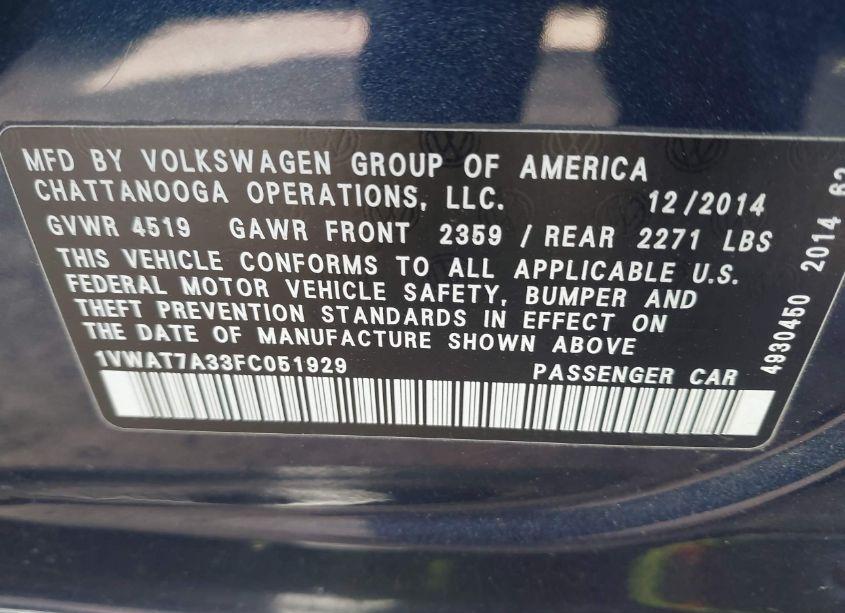 MFD BY VOLKSWAGEN GROUP OF AMERICA
CHATTANOOGA OPERATIONS, LLC. 12/2014
GVWR 4519 GAWR FRONT 2359 / REAR 2271 LBS
THIS VEHICLE CONFORMS TO ALL APPLICABLE U.S.
FEDERAL MOTOR VEHICLE SAFETY, BUMPER AND
THEFT PREVENTION STANDARDS IN EFFECT ON
THE DATE OF MANUFACTURE SHOWN ABOVE
1VWAT7A33FC051929 PASSENGER CAR
4930450 2014